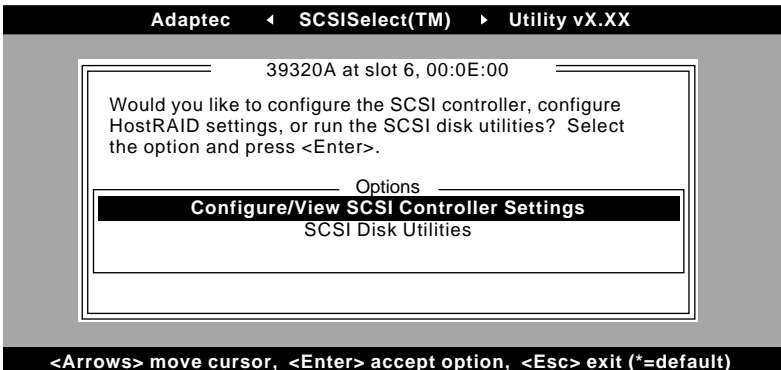 Adaptec ◄ SCSISelect(TM) ► Utility vX.XX
39320A at slot 6, 00:0E:00
Would you like to configure the SCSI controller, configure
HostRAID settings, or run the SCSI disk utilities? Select
the option and press <Enter>.
Options
Configure/View SCSI Controller Settings
SCSI Disk Utilities
<Arrows> move cursor, <Enter> accept option, <Esc> exit (*=default)